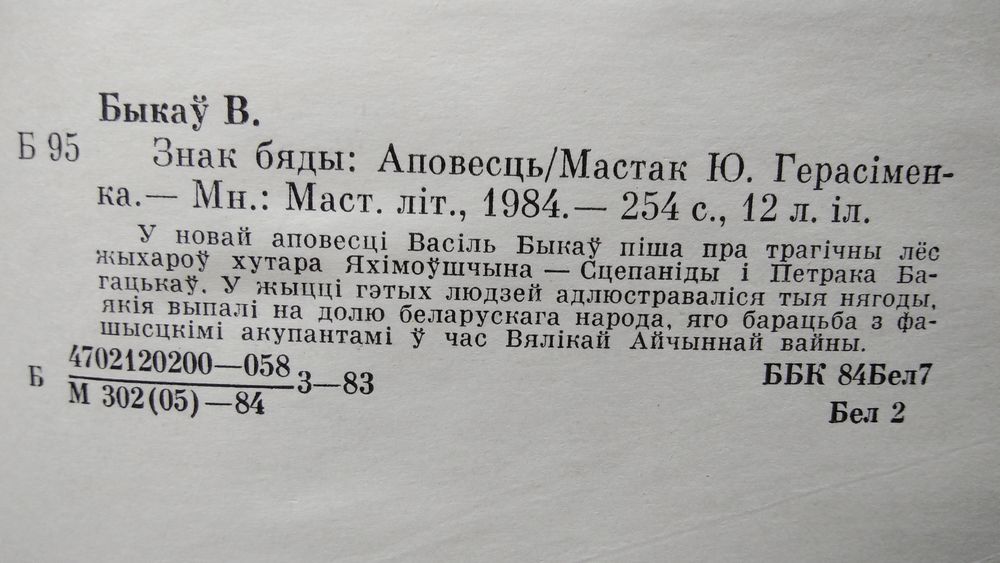 Быкаў В.
Б 95
Знак бяды: Аповесць/Мастак Ю. Герасімен-
ка.— Мн.: Маст. літ., 1984.— 254 с., 12 л. іл.
У новай аповесці Васіль Быкаў піша пра трагічны лёс
жыхароў хутара Яхімоўшчына — Сцепаніды і Петрака Ба-
гацькаў. У жыцці гэтых людзей адлюстраваліся тыя нягоды,
якія выпалі на долю беларускага народа, яго барацьба з фа-
шысцкімі акупантамі ў час Вялікай Айчыннай вайны.
Б 4702120200—058 3—83
М 302(05)—84
ББК 84Бел7
Бел 2